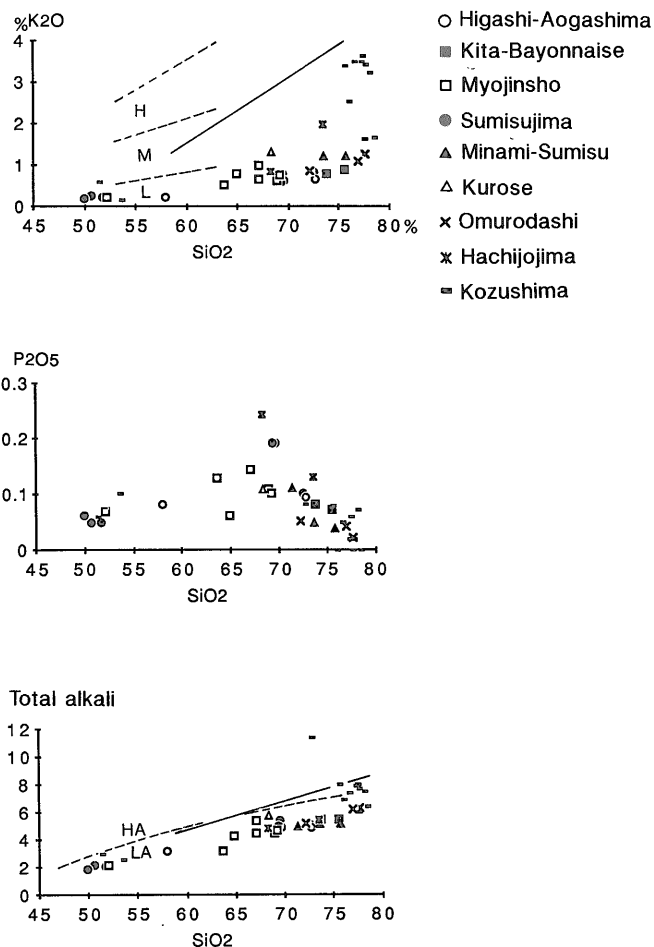 %K2O
4
3
2
1
0
H
M
L
45 50 55 60 65 70 75 80 %
SiO2
Higashi-Aogashima
Kita-Bayonnaise
Myojinsho
Sumisujima
Minami-Sumisu
Kurose
Omurodashi
Hachijojima
Kozushima
P2O5
0.3
0.2
0.1
0
45 50 55 60 65 70 75 80
SiO2
Total alkali
12
10
8
6
4
2
0
HA
LA
45 50 55 60 65 70 75 80
SiO2